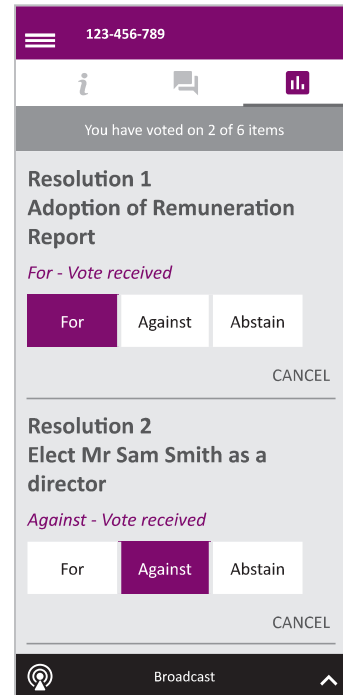 123-456-789
You have voted on 2 of 6 items
Resolution 1
Adoption of Remuneration
Report
For - Vote received
For Against Abstain
CANCEL
Resolution 2
Elect Mr Sam Smith as a
director
Against - Vote received
For Against Abstain
CANCEL
Broadcast